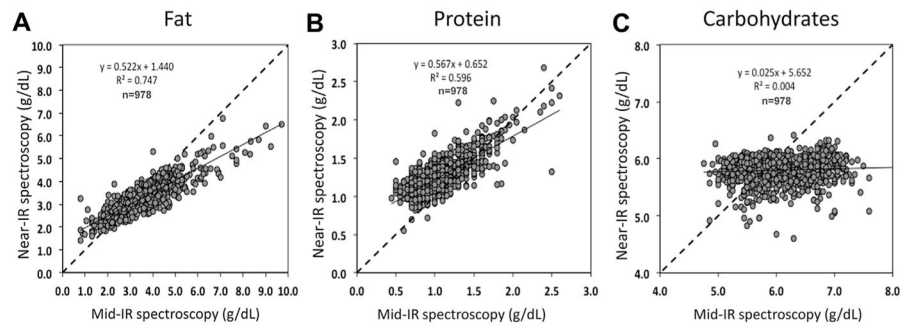 A Fat
Near-IR spectroscopy (g/dL)
10.0
9.0
8.0
7.0
6.0
5.0
4.0
3.0
2.0
1.0
0.0
y = 0.522x + 1.440
R² = 0.747
n=978
0.0 1.0 2.0 3.0 4.0 5.0 6.0 7.0 8.0 9.0 10.0
Mid-IR spectroscopy (g/dL)
B Protein
Near-IR spectroscopy (g/dL)
3.0
2.5
2.0
1.5
1.0
0.5
0.0
y = 0.567x + 0.652
R² = 0.596
n=978
0.0 0.5 1.0 1.5 2.0 2.5 3.0
Mid-IR spectroscopy (g/dL)
C Carbohydrates
Near-IR spectroscopy (g/dL)
8.0
7.0
6.0
5.0
4.0
y = 0.025x + 5.652
R² = 0.004
n=978
4.0 5.0 6.0 7.0 8.0
Mid-IR spectroscopy (g/dL)